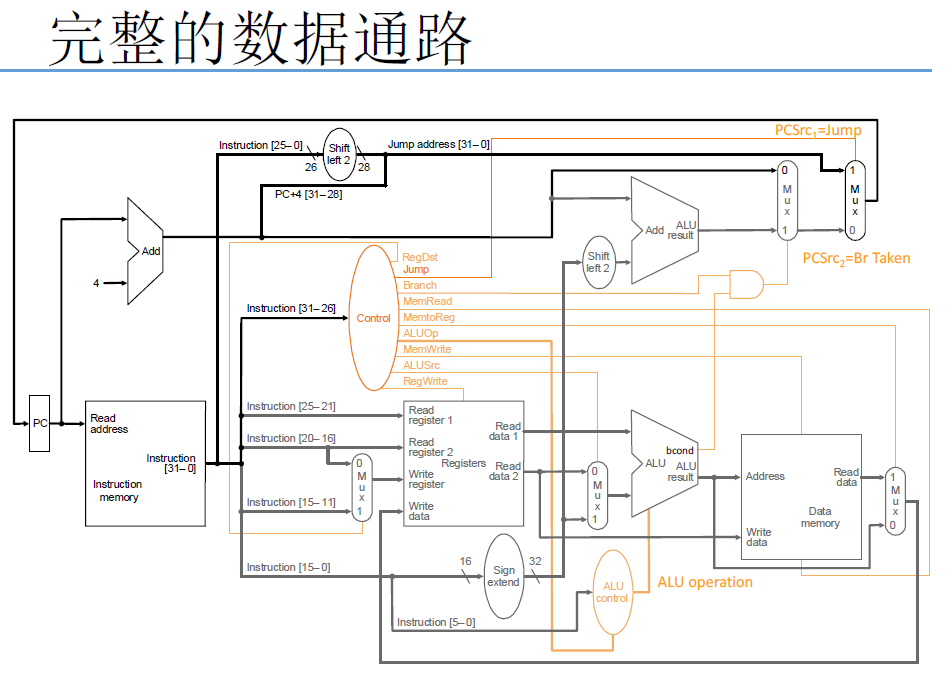 完整的数据通路
PCSrc₁=Jump
Instruction [25–0]
Shift
left 2
Jump address [31–0]
26
28
PC+4 [31–28]
0
M
u
x
1
1
M
u
x
0
Add
4
Add
ALU
result
Shift
left 2
PCSrc₂=Br Taken
RegDst
Jump
Branch
MemRead
MemtoReg
ALUOp
MemWrite
ALUSrc
RegWrite
Instruction [31–26]
Control
PC
Read
address
Instruction
[31–0]
Instruction
memory
Instruction [25–21]
Instruction [20–16]
Instruction [15–11]
0
M
u
x
1
Read
register 1
Read
register 2
Write
register
Write
data
Registers
Read
data 1
Read
data 2
0
M
u
x
1
bcond
ALU
ALU
result
Address
Read
data
Data
memory
Write
data
1
M
u
x
0
Instruction [15–0]
16
Sign
extend
32
ALU
control
ALU operation
Instruction [5–0]